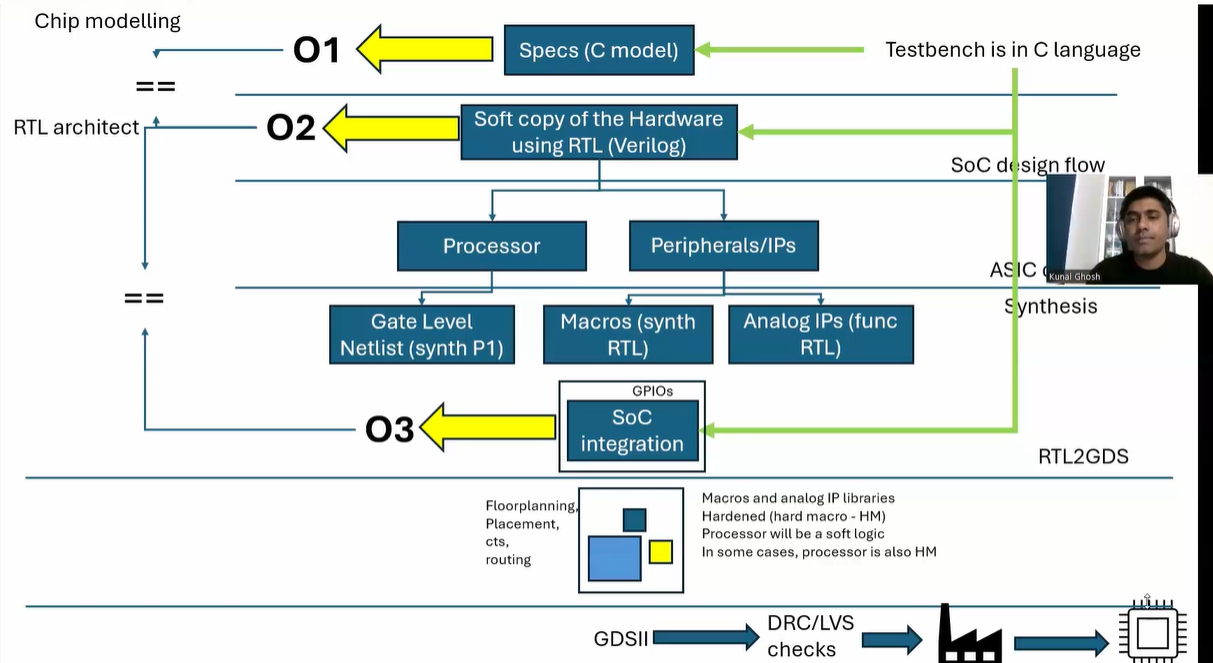 Chip modelling
O1
Specs (C model)
Testbench is in C language
==
RTL architect
O2
Soft copy of the Hardware
using RTL (Verilog)
SoC design flow
Processor
Peripherals/IPs
ASIC
Kunal Ghosh
==
Synthesis
Gate Level
Netlist (synth P1)
Macros (synth
RTL)
Analog IPs (func
RTL)
GPIOs
O3
SoC
integration
RTL2GDS
Floorplanning,
Placement,
cts,
routing
Macros and analog IP libraries
Hardened (hard macro - HM)
Processor will be a soft logic
In some cases, processor is also HM
GDSII
DRC/LVS
checks